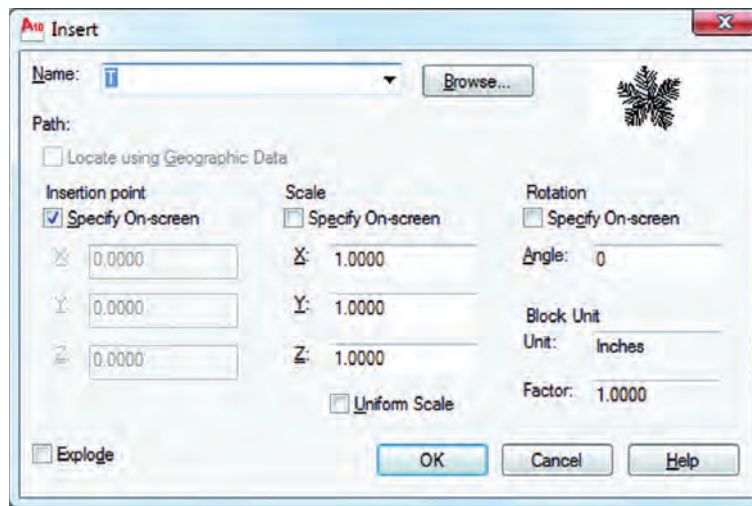 A10 Insert
Name: T Browse...
Path:
Locate using Geographic Data
Insertion point Scale Rotation
Specify On-screen Specify On-screen Specify On-screen
X: 0.0000 X: 1.0000 Angle: 0
Y: 0.0000 Y: 1.0000 Block Unit
Z: 0.0000 Z: 1.0000 Unit: Inches
Uniform Scale Factor: 1.0000
Explode OK Cancel Help